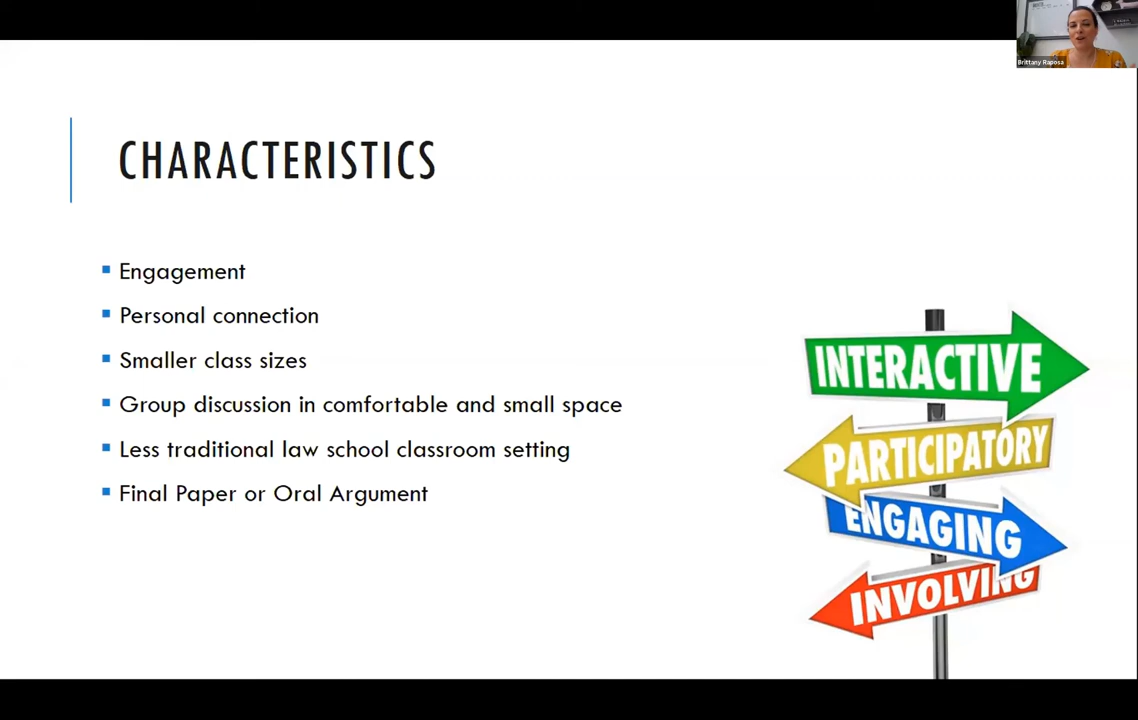 Brittany Raposa
CHARACTERISTICS
Engagement
Personal connection
Smaller class sizes
Group discussion in comfortable and small space
Less traditional law school classroom setting
Final Paper or Oral Argument
INTERACTIVE
PARTICIPATORY
ENGAGING
INVOLVING